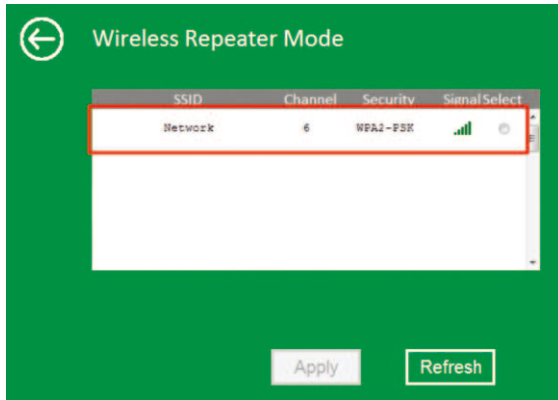 Wireless Repeater Mode
SSID Channel Security Signal Select
Network 6 WPA2-PSK
Apply Refresh